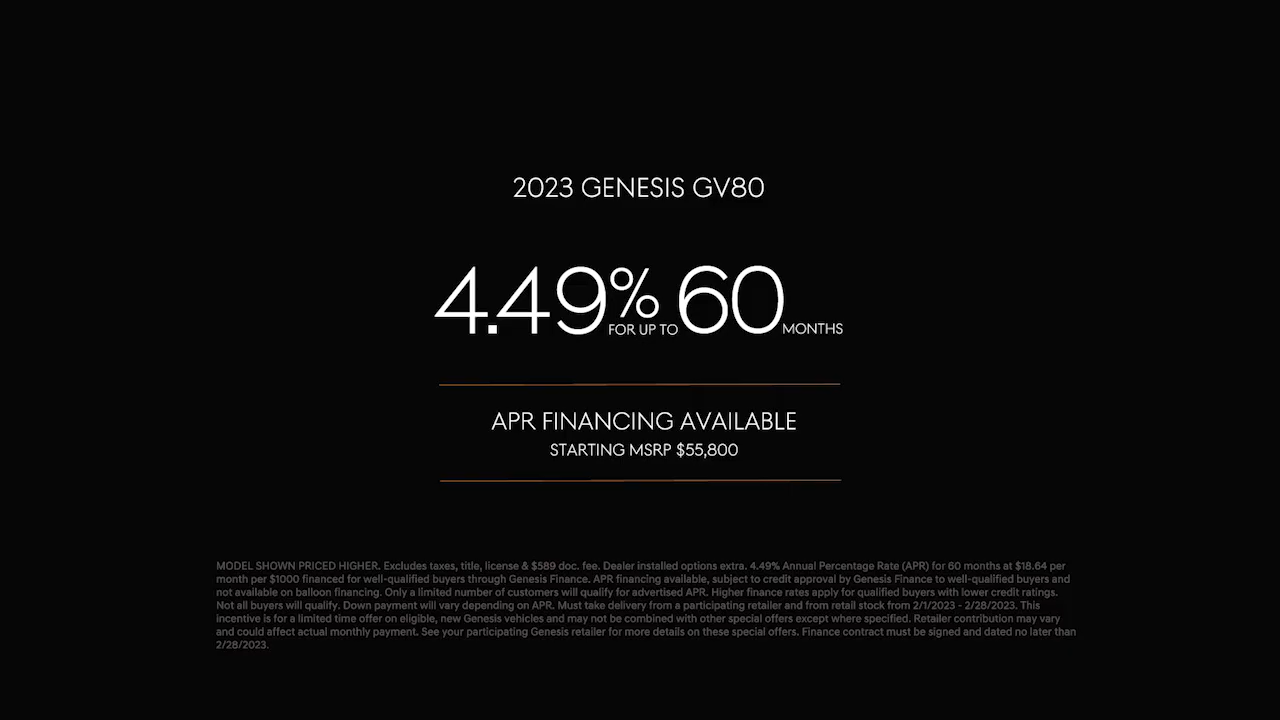 2023 GENESIS GV80
4.49% FOR UP TO 60 MONTHS
APR FINANCING AVAILABLE
STARTING MSRP $55,800
MODEL SHOWN PRICED HIGHER. Excludes taxes, title, license & $589 doc. fee. Dealer installed options extra. 4.49% Annual Percentage Rate (APR) for 60 months at $18.64 per
month per $1000 financed for well-qualified buyers through Genesis Finance. APR financing available, subject to credit approval by Genesis Finance to well-qualified buyers and
not available on balloon financing. Only a limited number of customers will qualify for advertised APR. Higher finance rates apply for qualified buyers with lower credit ratings.
Not all buyers will qualify. Down payment will vary depending on APR. Must take delivery from a participating retailer and from retail stock from 2/1/2023 - 2/28/2023. This
incentive is for a limited time offer on eligible, new Genesis vehicles and may not be combined with other special offers except where specified. Retailer contribution may vary
and could affect actual monthly payment. See your participating Genesis retailer for more details on these special offers. Finance contract must be signed and dated no later than
2/28/2023.